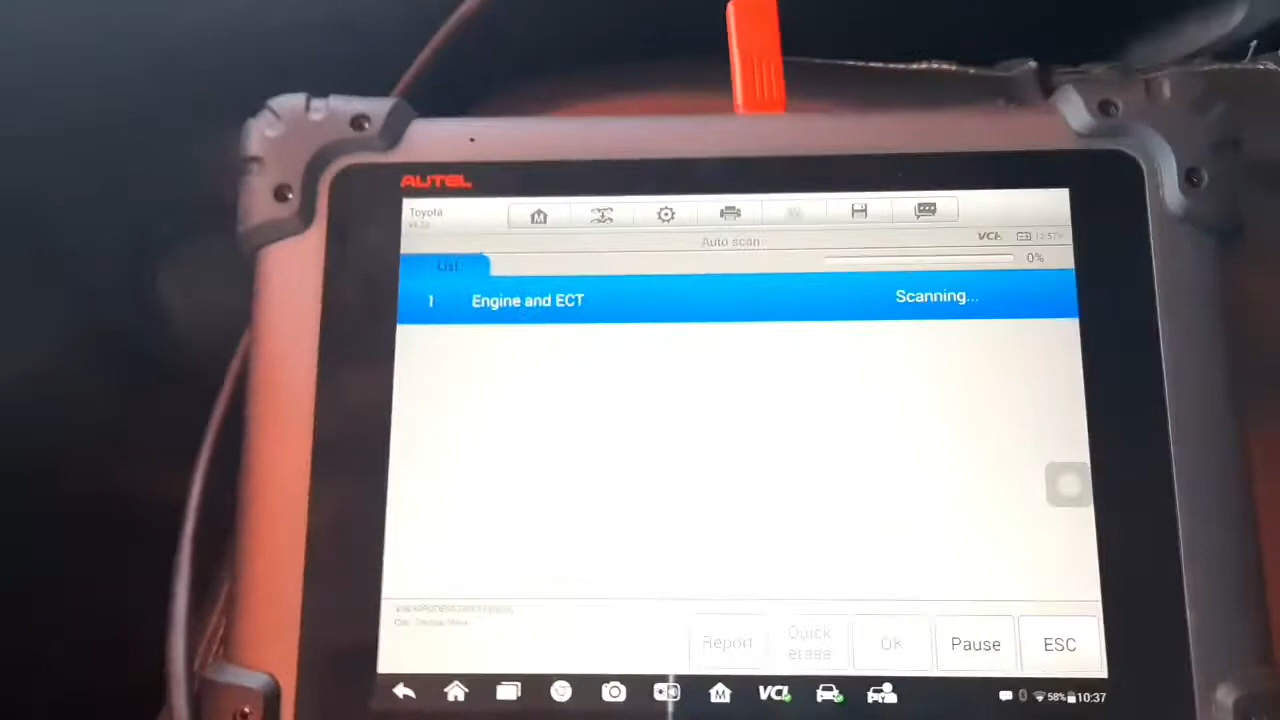 AUTEL
Toyota
Auto scan
VCI
List
0%
1 Engine and ECT Scanning...
Report
Quick erase
OK
Pause
ESC
VCI
58% 10:37